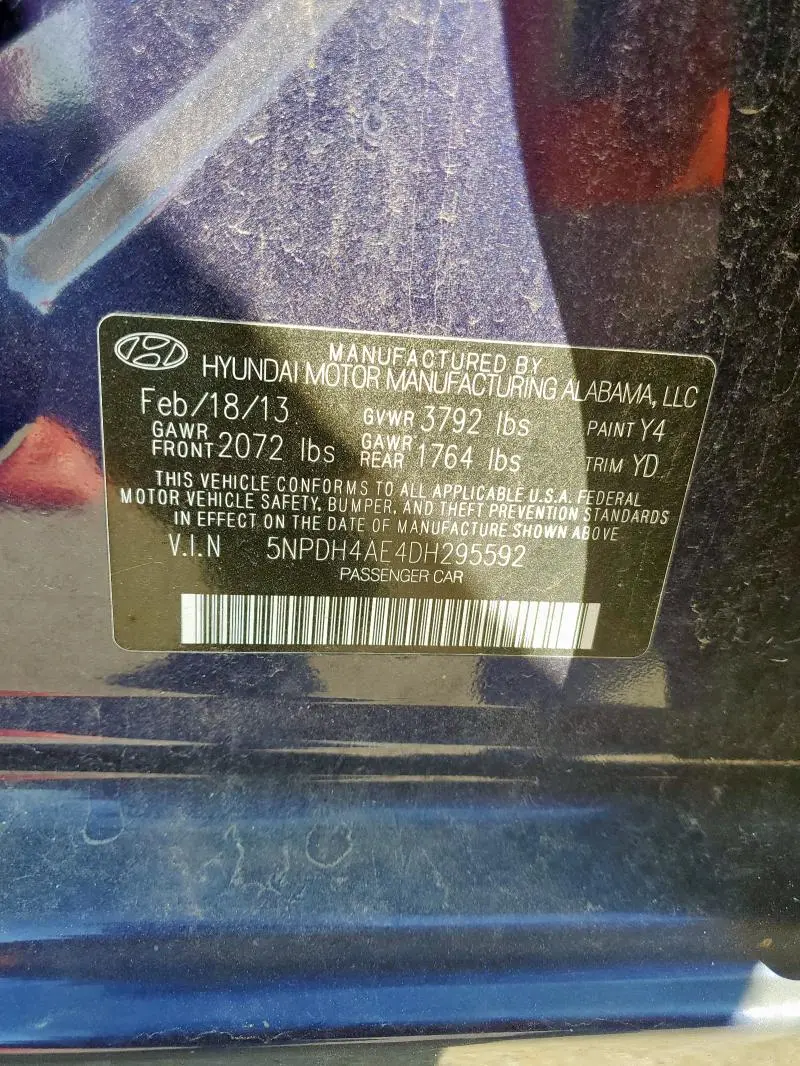 MANUFACTURED BY
HYUNDAI MOTOR MANUFACTURING ALABAMA, LLC
Feb/18/13 GVWR 3792 lbs PAINT Y4
GAWR FRONT 2072 lbs GAWR REAR 1764 lbs TRIM YD
THIS VEHICLE CONFORMS TO ALL APPLICABLE U.S.A. FEDERAL
MOTOR VEHICLE SAFETY, BUMPER, AND THEFT PREVENTION STANDARDS
IN EFFECT ON THE DATE OF MANUFACTURE SHOWN ABOVE
V.I.N 5NPDH4AE4DH295592
PASSENGER CAR